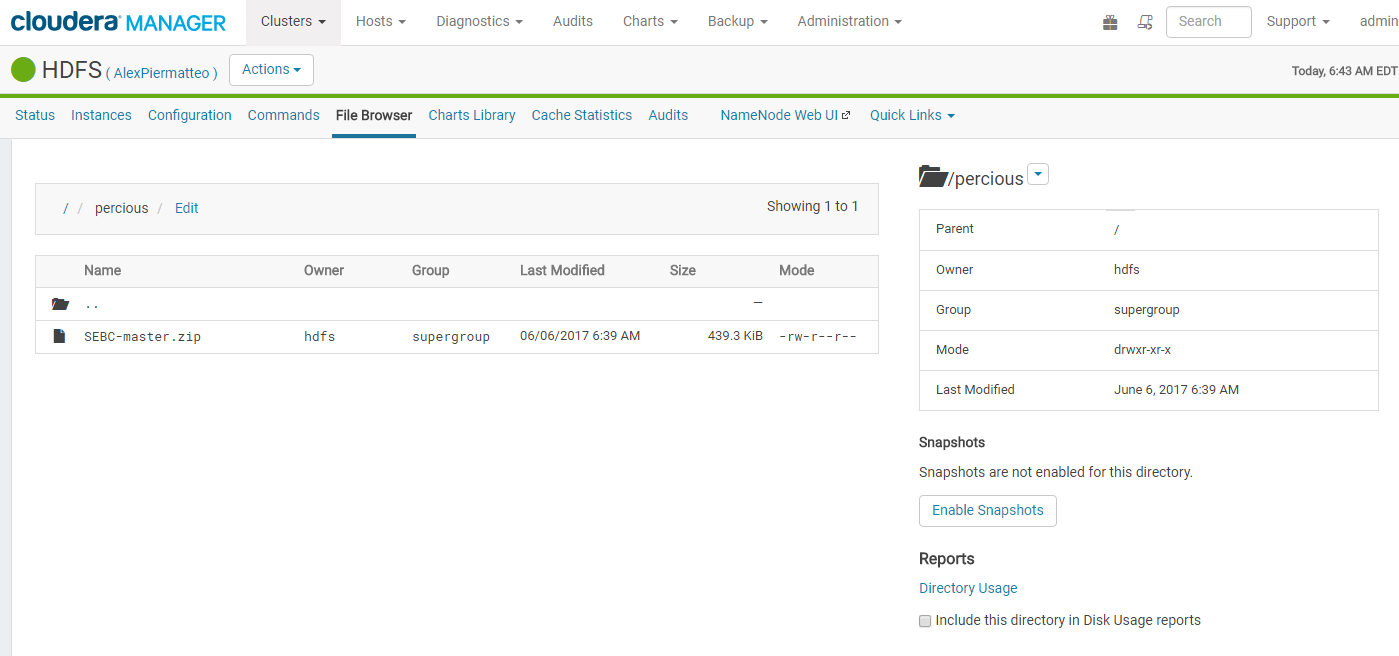 cloudera MANAGER Clusters Hosts Diagnostics Audits Charts Backup Administration Search Support admin
HDFS ( AlexPiermatteo ) Actions Today, 6:43 AM EDT
Status Instances Configuration Commands File Browser Charts Library Cache Statistics Audits NameNode Web UI Quick Links
/ / percious / Edit Showing 1 to 1
Name Owner Group Last Modified Size Mode
.. —
SEBC-master.zip hdfs supergroup 06/06/2017 6:39 AM 439.3 KiB -rw-r--r--
/percious
Parent /
Owner hdfs
Group supergroup
Mode drwxr-xr-x
Last Modified June 6, 2017 6:39 AM
Snapshots
Snapshots are not enabled for this directory.
Enable Snapshots
Reports
Directory Usage
Include this directory in Disk Usage reports